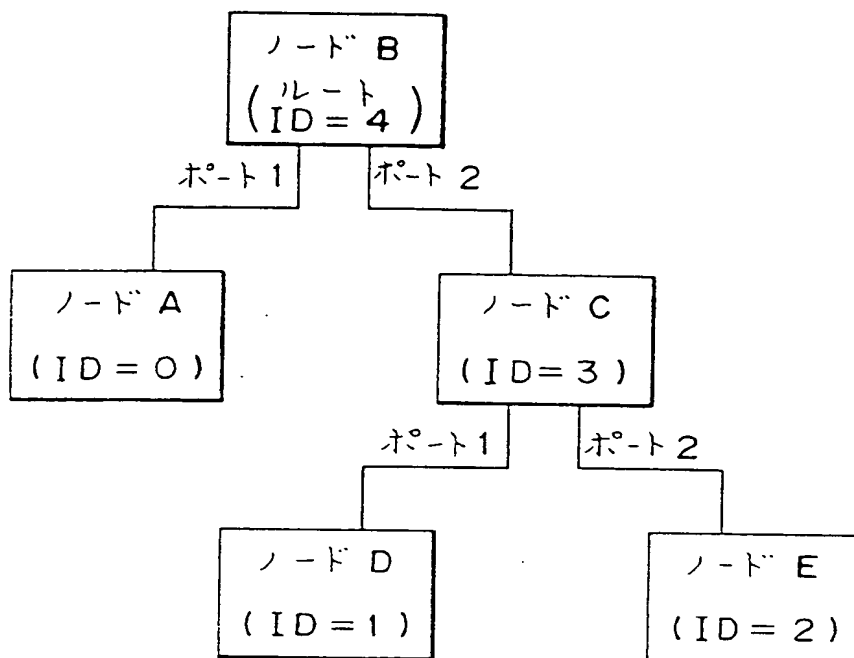 ノード B
(ルート
ID=4)
ポート1
ポート2
ノード A
(ID=0)
ノード C
(ID=3)
ポート1
ポート2
ノード D
(ID=1)
ノード E
(ID=2)